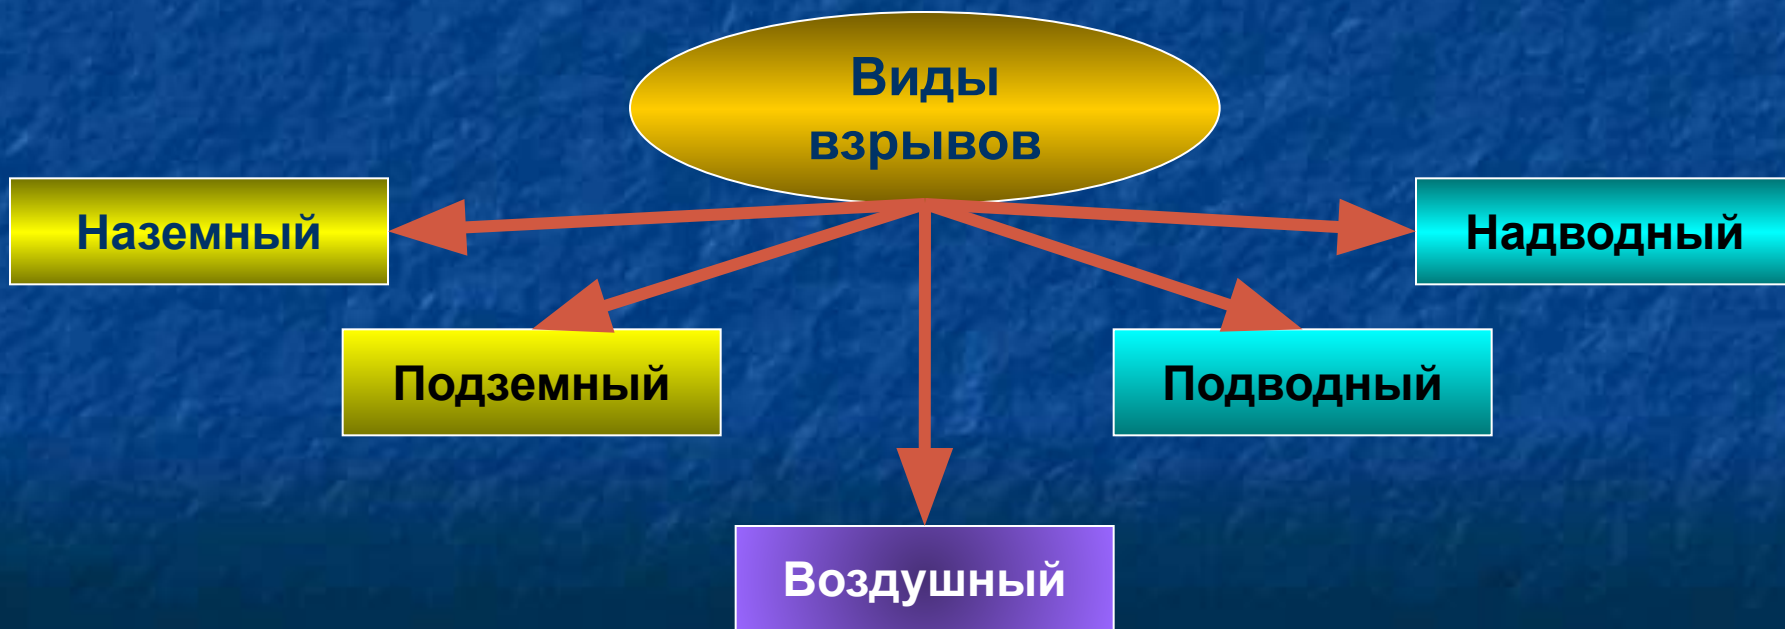 Виды
взрывов
Наземный
Надводный
Подземный
Подводный
Воздушный